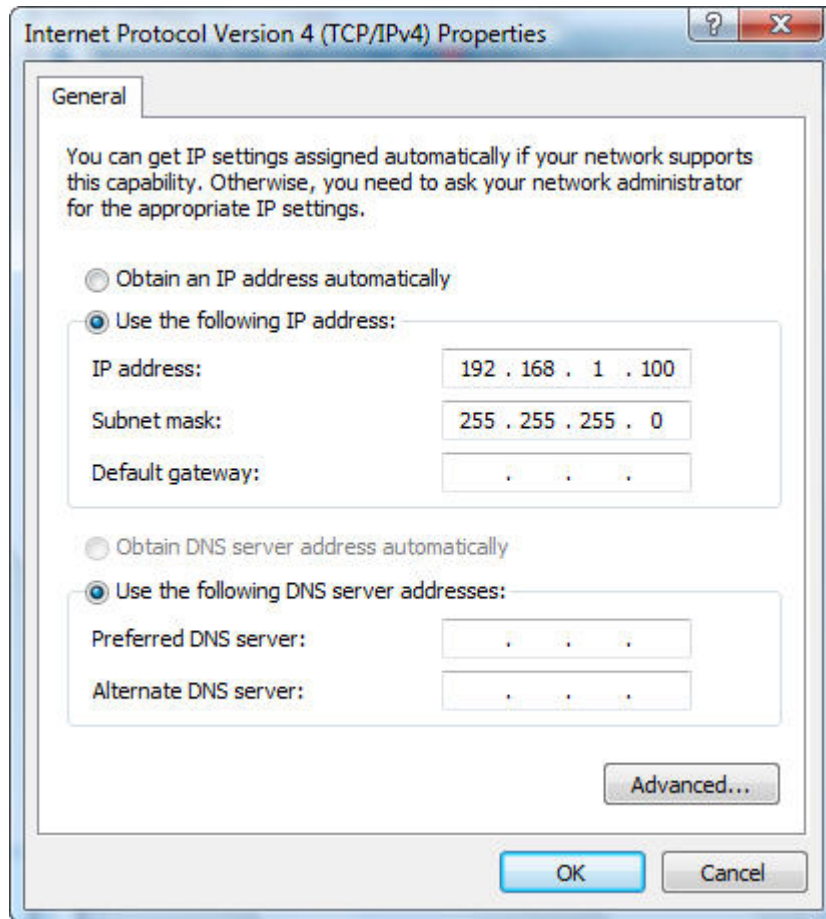 Internet Protocol Version 4 (TCP/IPv4) Properties
?
General
You can get IP settings assigned automatically if your network supports
this capability. Otherwise, you need to ask your network administrator
for the appropriate IP settings.
Obtain an IP address automatically
Use the following IP address:
IP address: 192 . 168 . 1 . 100
Subnet mask: 255 . 255 . 255 . 0
Default gateway: . . .
Obtain DNS server address automatically
Use the following DNS server addresses:
Preferred DNS server: . . .
Alternate DNS server: . . .
Advanced...
OK Cancel